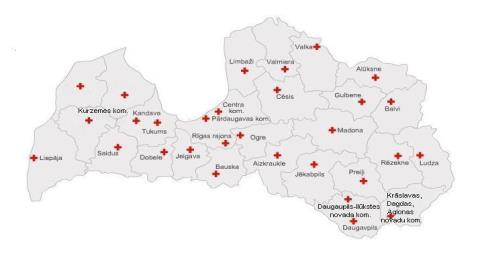 Valka
Limbaži
Valmiera
Alūksne
Cēsis
Gulbene
Balvi
Centra
kom.
Pārdaugavas kom.
Kurzemes kom.
Kandava
Tukums
Rīgas rajons
Ogre
Madona
Liepāja
Saldus
Dobele
Jelgava
Bauska
Aizkraukle
Jēkabpils
Preiļi
Rēzekne
Ludza
Daugavpils-Ilūkstes
novada kom.
Daugavpils
Krāslavas,
Dagdas,
Aglonas
novadu kom.